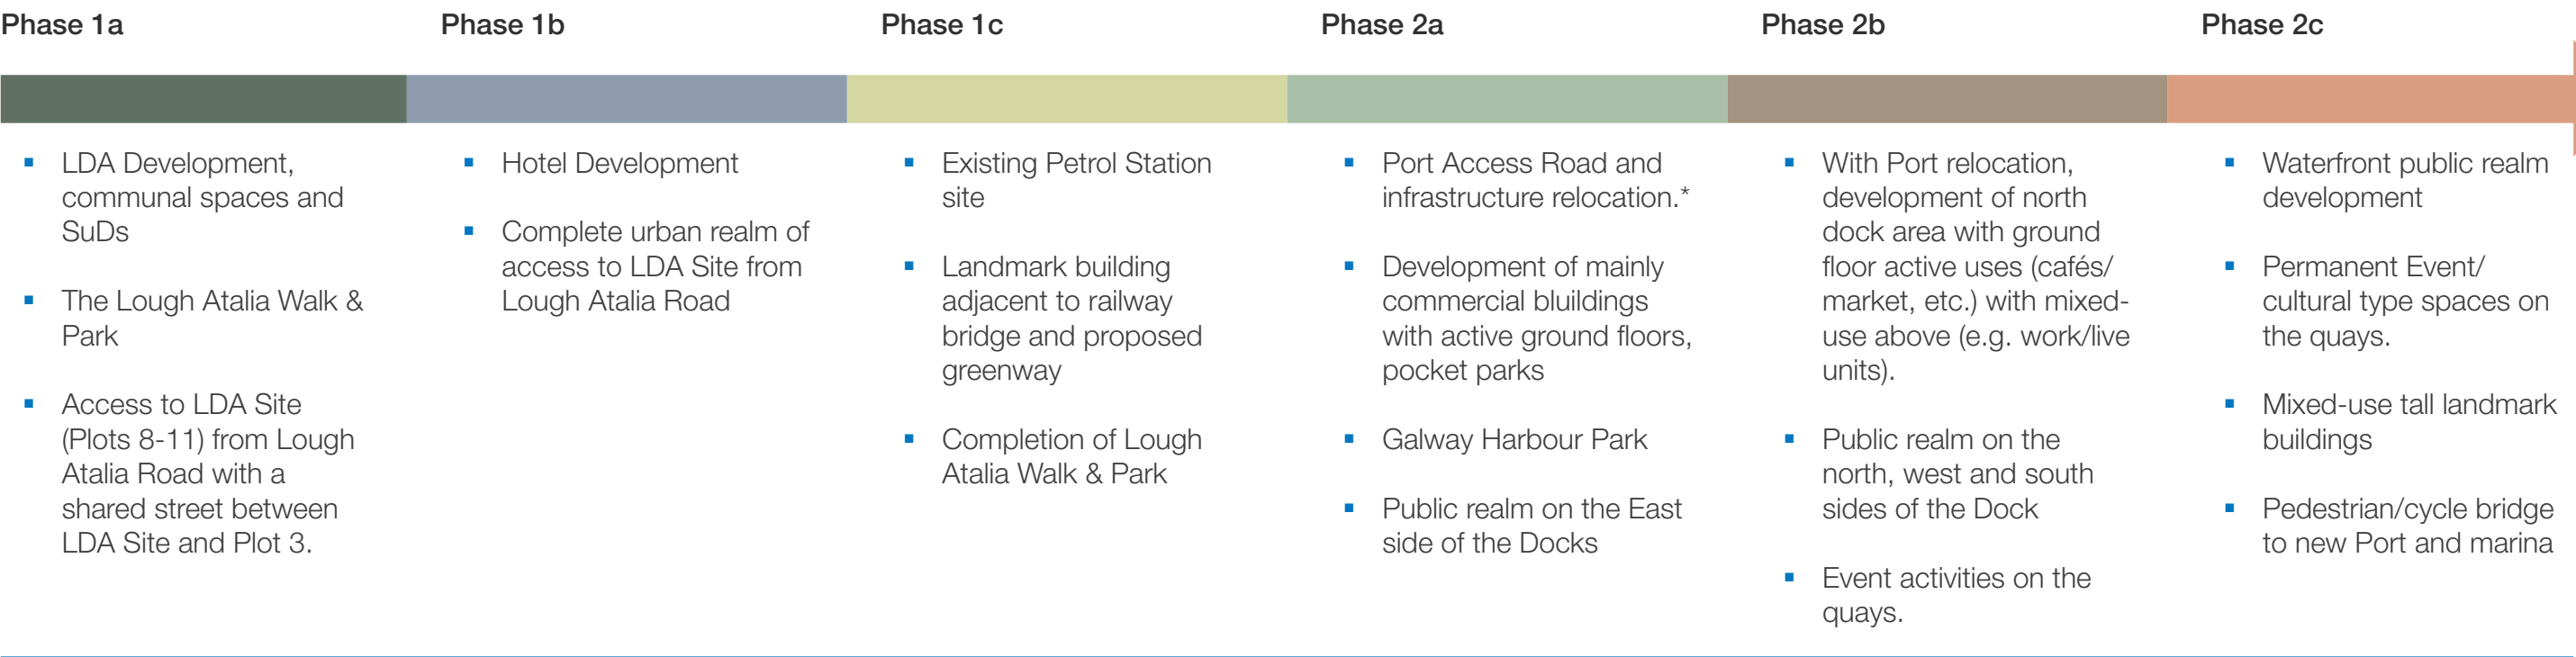 Phase 1a
LDA Development,
communal spaces and
SuDs
The Lough Atalia Walk &
Park
Access to LDA Site
(Plots 8-11) from Lough
Atalia Road with a
shared street between
LDA Site and Plot 3.
Phase 1b
Hotel Development
Complete urban realm of
access to LDA Site from
Lough Atalia Road
Phase 1c
Existing Petrol Station
site
Landmark building
adjacent to railway
bridge and proposed
greenway
Completion of Lough
Atalia Walk & Park
Phase 2a
Port Access Road and
infrastructure relocation.*
Development of mainly
commercial bluildings
with active ground floors,
pocket parks
Galway Harbour Park
Public realm on the East
side of the Docks
Phase 2b
With Port relocation,
development of north
dock area with ground
floor active uses (cafés/
market, etc.) with mixed-
use above (e.g. work/live
units).
Public realm on the
north, west and south
sides of the Dock
Event activities on the
quays.
Phase 2c
Waterfront public realm
development
Permanent Event/
cultural type spaces on
the quays.
Mixed-use tall landmark
buildings
Pedestrian/cycle bridge
to new Port and marina